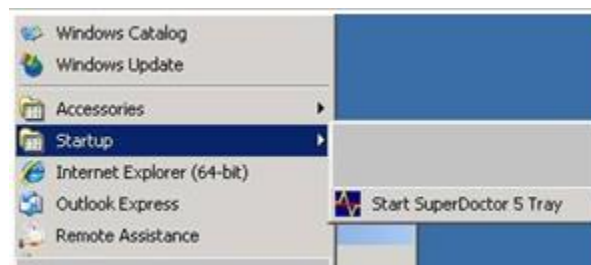 Windows Catalog
Windows Update
Accessories
Startup
Internet Explorer (64-bit)
Outlook Express
Start SuperDoctor 5 Tray
Remote Assistance